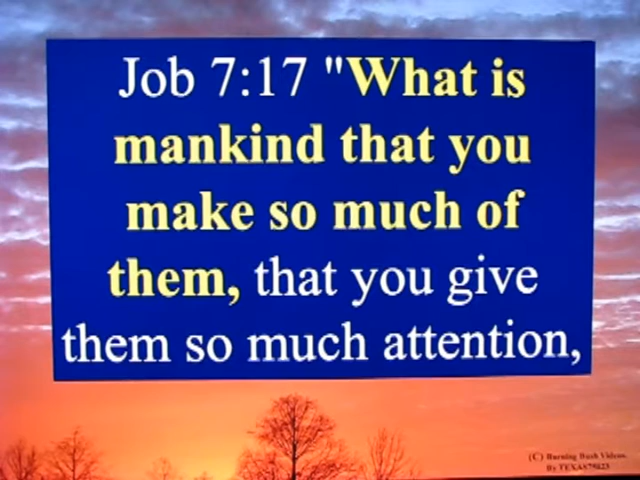 Job 7:17 "What is
mankind that you
make so much of
them, that you give
them so much attention,
(C) Burning Bush Videos.
By TEXAS75023